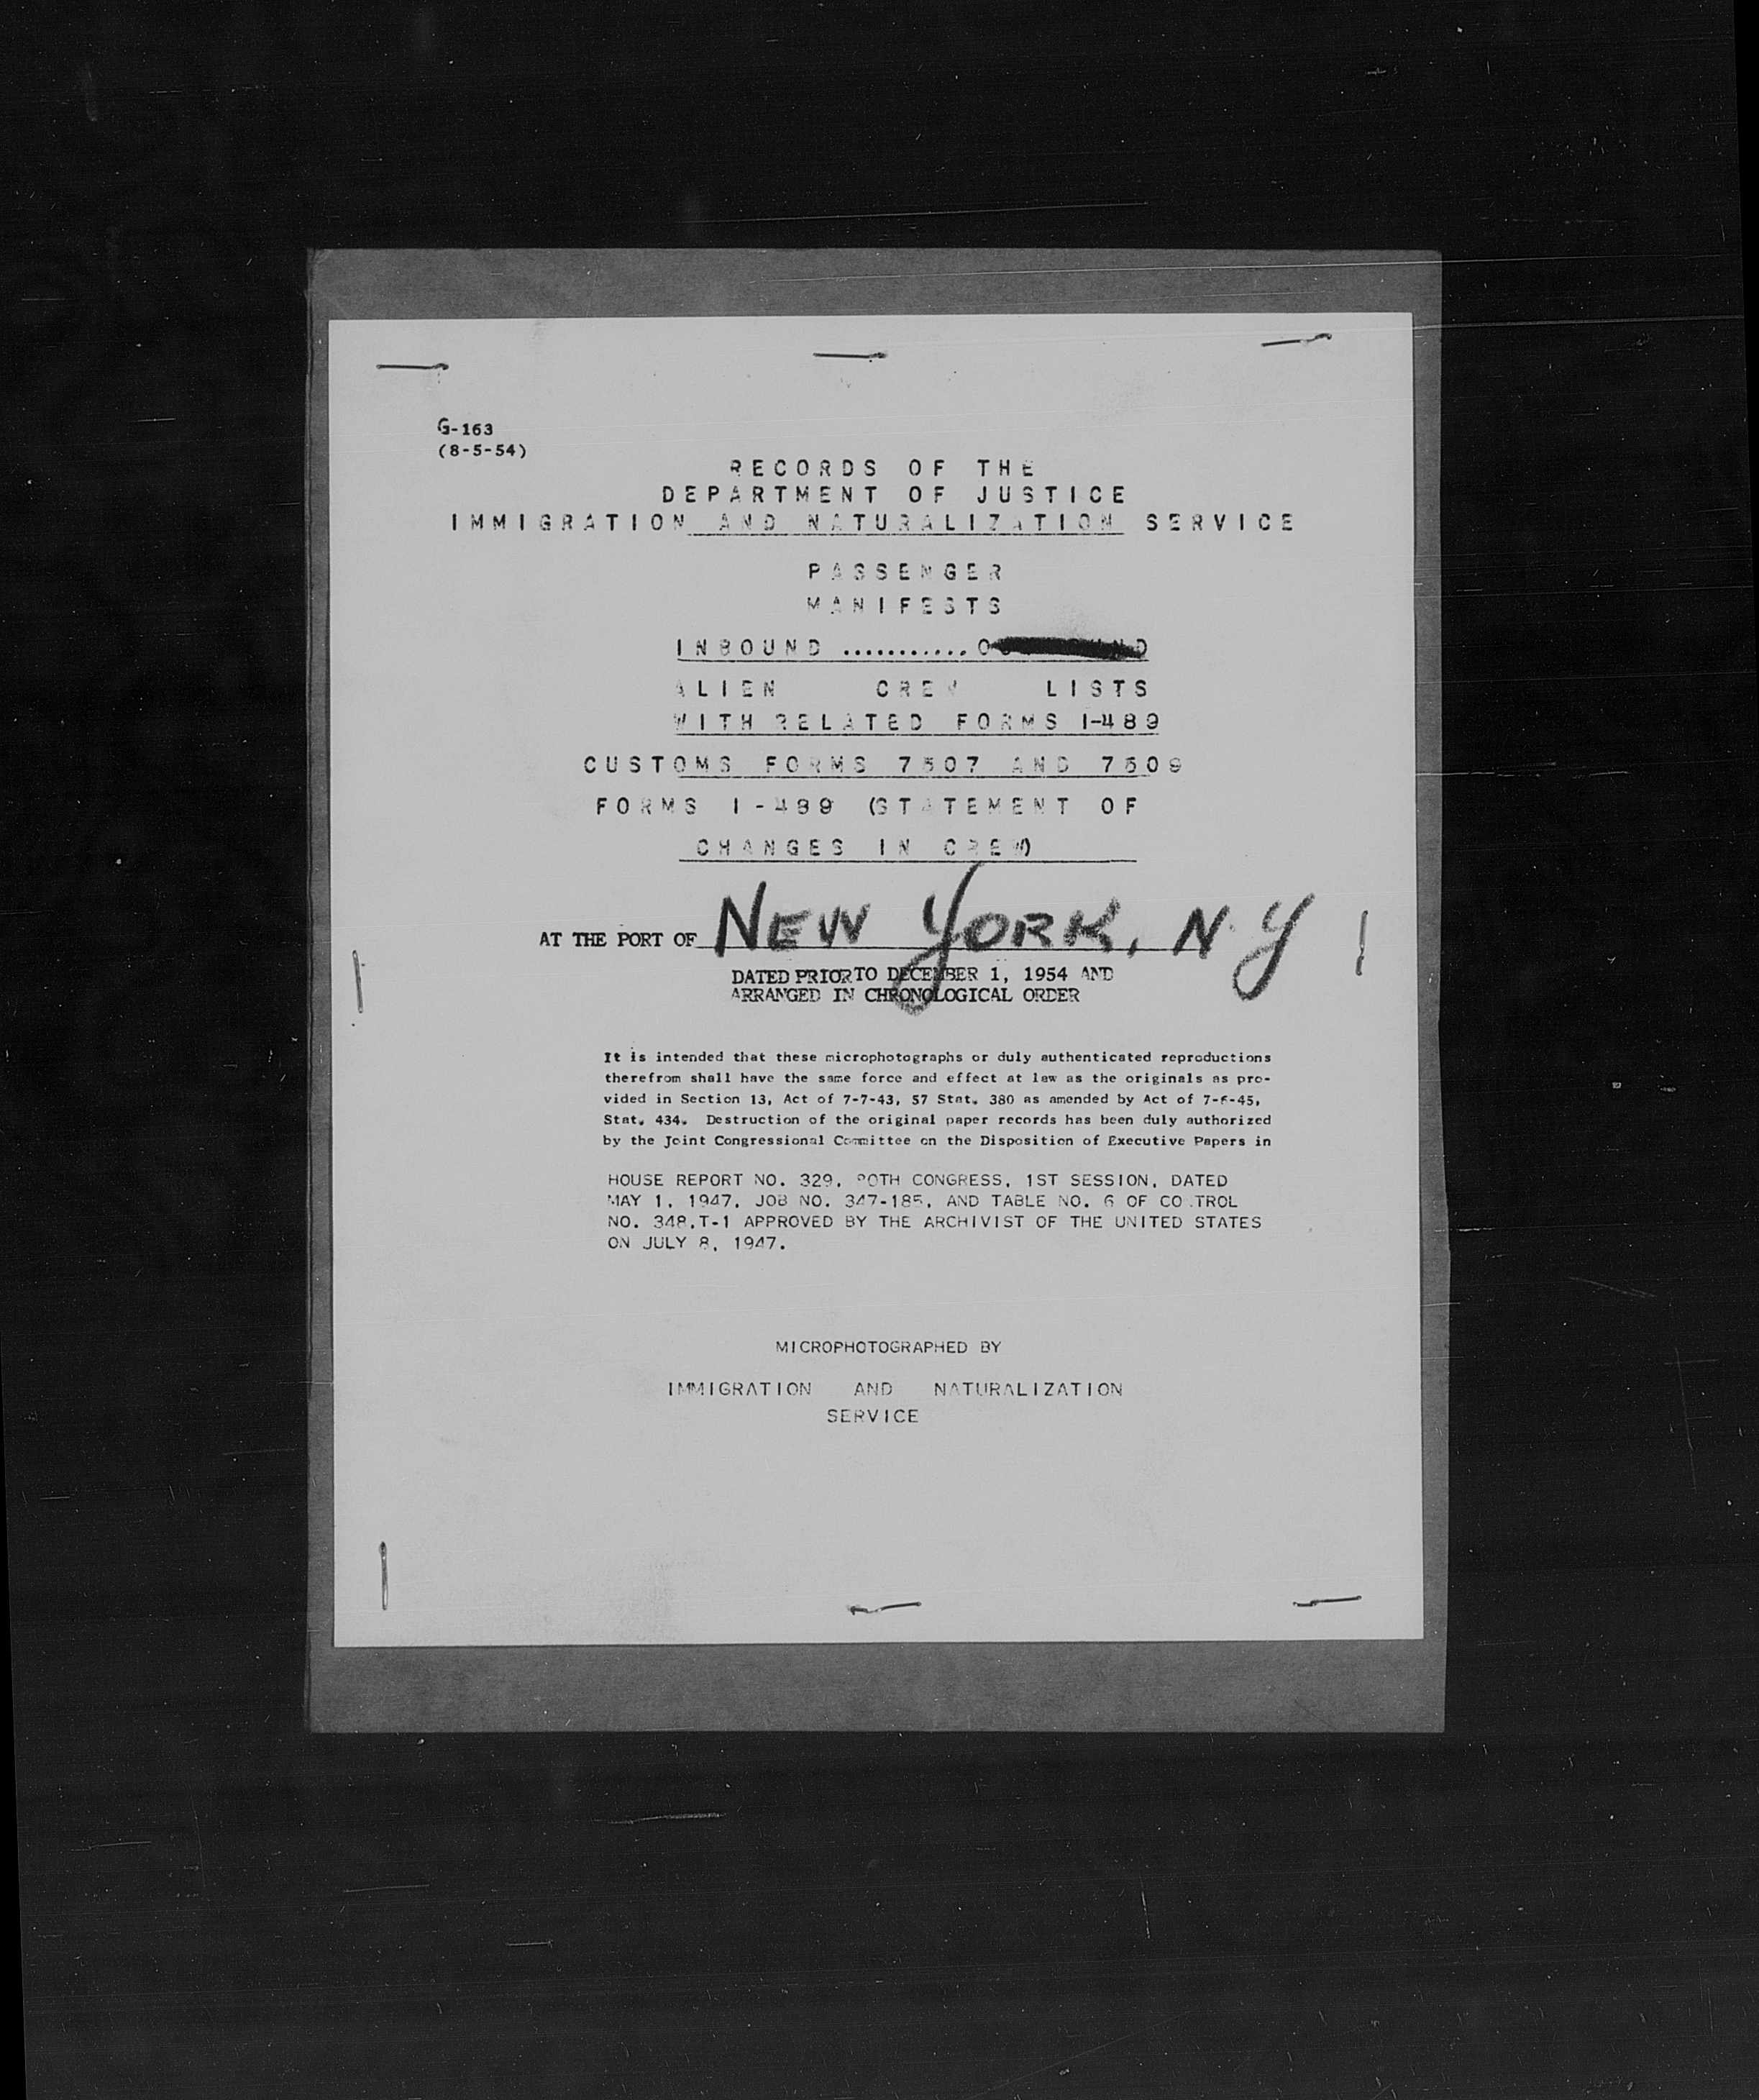 G-163
(8-5-54)
RECORDS OF THE
DEPARTMENT OF JUSTICE
IMMIGRATION AND NATURALIZATION SERVICE
PASSENGER
MANIFESTS
INBOUND ...........
ALIEN CREW LISTS
WITH RELATED FORMS I-489
CUSTOMS FORMS 7507 AND 7509
FORMS I-489 (STATEMENT OF
CHANGES IN CREW)
AT THE PORT OF NEW YORK, N.Y
DATED PRIOR TO DECEMBER 1, 1954 AND
ARRANGED IN CHRONOLOGICAL ORDER
It is intended that these microphotographs or duly authenticated reproductions
therefrom shall have the same force and effect at law as the originals as pro-
vided in Section 13, Act of 7-7-43, 57 Stat. 380 as amended by Act of 7-6-45,
Stat. 434. Destruction of the original paper records has been duly authorized
by the Joint Congressional Committee on the Disposition of Executive Papers in
HOUSE REPORT NO. 329, 80TH CONGRESS, 1ST SESSION, DATED
MAY 1, 1947, JOB NO. 347-185, AND TABLE NO. 6 OF CONTROL
NO. 348,T-1 APPROVED BY THE ARCHIVIST OF THE UNITED STATES
ON JULY 8, 1947.
MICROPHOTOGRAPHED BY
IMMIGRATION AND NATURALIZATION
SERVICE